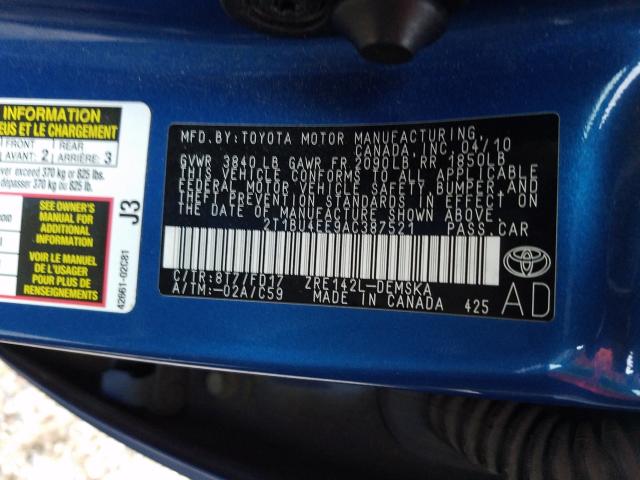 INFORMATION
EUS ET LE CHARGEMENT
FRONT
AVANT: 2
REAR
ARRIÈRE: 3
ever exceed 370 kg or 825 lbs.
dépasser 370 kg ou 825 lb.
SEE OWNER'S
MANUAL FOR
ADDITIONAL
INFORMATION
VOIR LE MANUEL
DE L'USAGER
POUR PLUS DE
RENSEIGNEMENTS
J3
42661-02C81
MFD. BY: TOYOTA MOTOR MANUFACTURING,
CANADA, INC. 04/10
GVWR 3840 LB GAWR FR 2090LB RR 1850LB
THIS VEHICLE CONFORMS TO ALL APPLICABLE
FEDERAL MOTOR VEHICLE SAFETY, BUMPER AND
THEFT PREVENTION STANDARDS IN EFFECT ON
THE DATE OF MANUFACTURE SHOWN ABOVE.
2T1BU4EE9AC387521 PASS.CAR
C/TR:8T7/FD17 ZRE142L-DEMSKA
A/TM:-02A/C59 MADE IN CANADA 425
AD